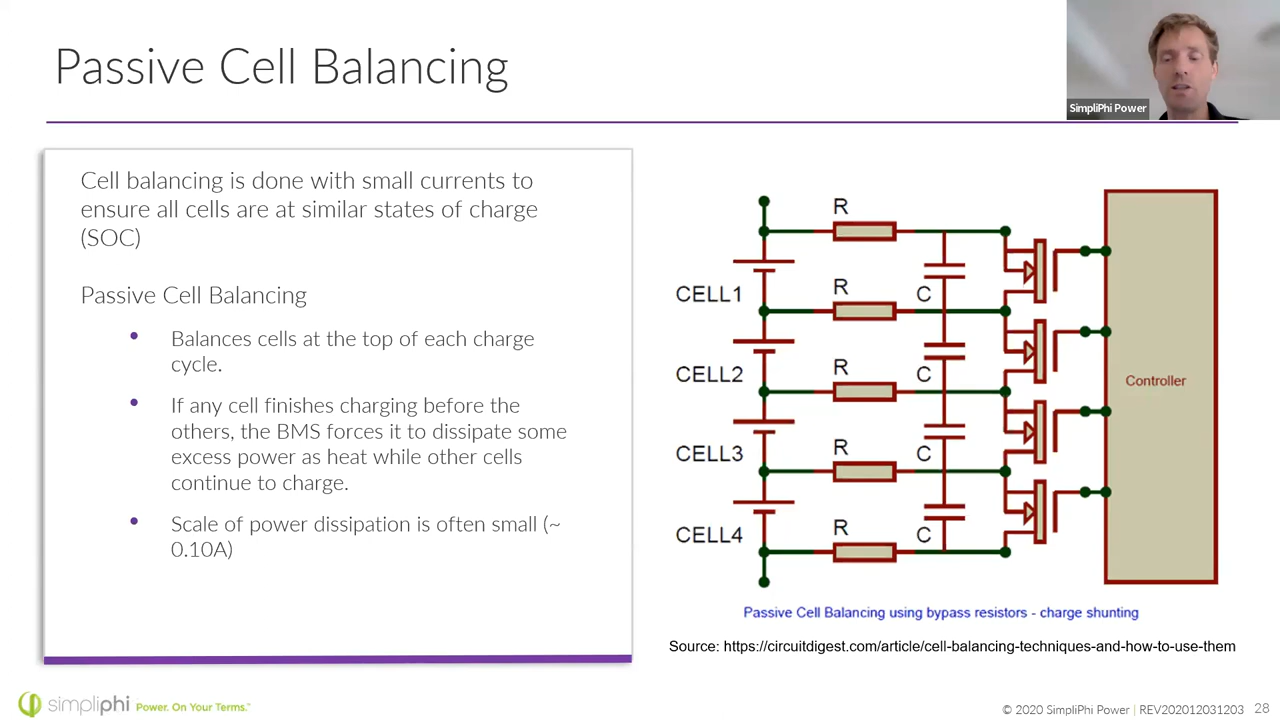 Passive Cell Balancing
SimpliPhi Power
Cell balancing is done with small currents to
ensure all cells are at similar states of charge
(SOC)
Passive Cell Balancing
• Balances cells at the top of each charge
cycle.
• If any cell finishes charging before the
others, the BMS forces it to dissipate some
excess power as heat while other cells
continue to charge.
• Scale of power dissipation is often small (~
0.10A)
R
CELL1
R
C
CELL2
R
C
CELL3
R
C
CELL4
R
C
Controller
Passive Cell Balancing using bypass resistors - charge shunting
Source: https://circuitdigest.com/article/cell-balancing-techniques-and-how-to-use-them
simpliphi Power. On Your Terms.™
© 2020 SimpliPhi Power | REV202012031203 28